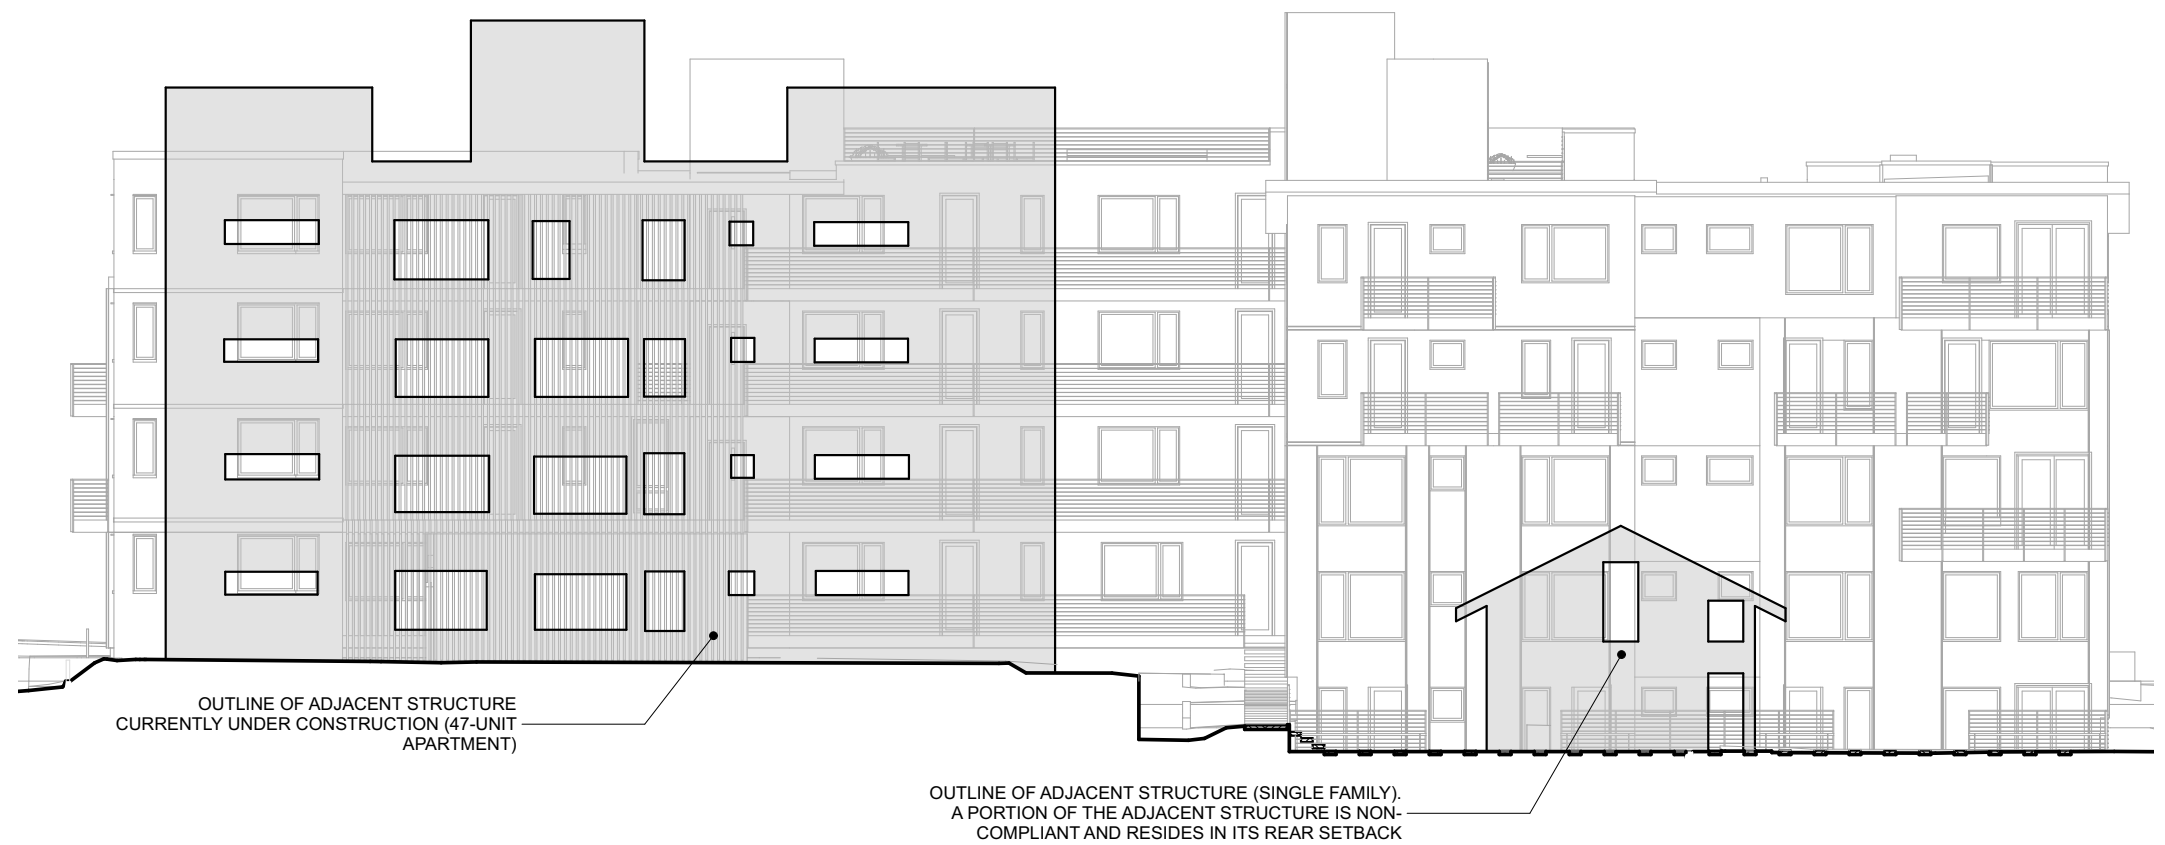 OUTLINE OF ADJACENT STRUCTURE
CURRENTLY UNDER CONSTRUCTION (47-UNIT
APARTMENT)
OUTLINE OF ADJACENT STRUCTURE (SINGLE FAMILY).
A PORTION OF THE ADJACENT STRUCTURE IS NON-
COMPLIANT AND RESIDES IN ITS REAR SETBACK